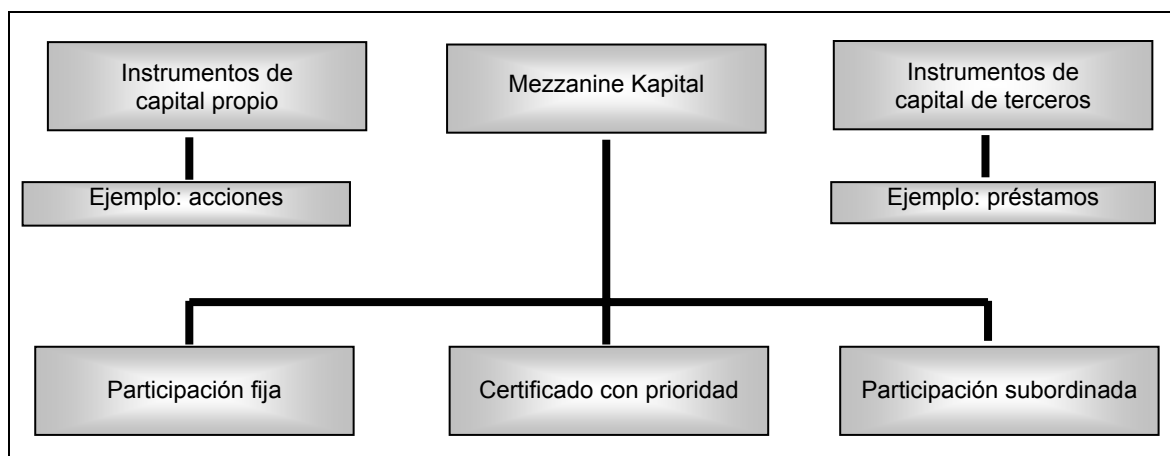 Instrumentos de
capital propio
Mezzanine Kapital
Instrumentos de
capital de terceros
Ejemplo: acciones
Ejemplo: préstamos
Participación fija
Certificado con prioridad
Participación subordinada